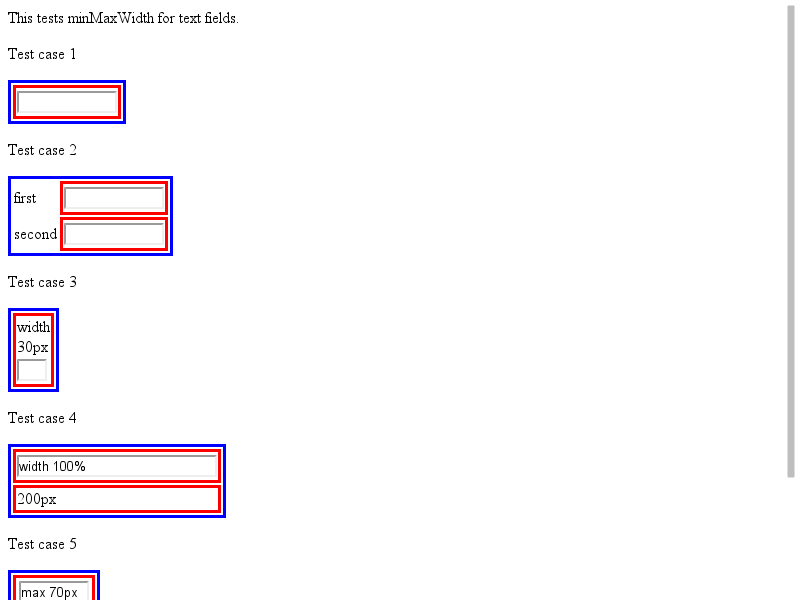 This tests minMaxWidth for text fields.
Test case 1
Test case 2
first
second
Test case 3
width
30px
Test case 4
width 100%
200px
Test case 5
max 70px